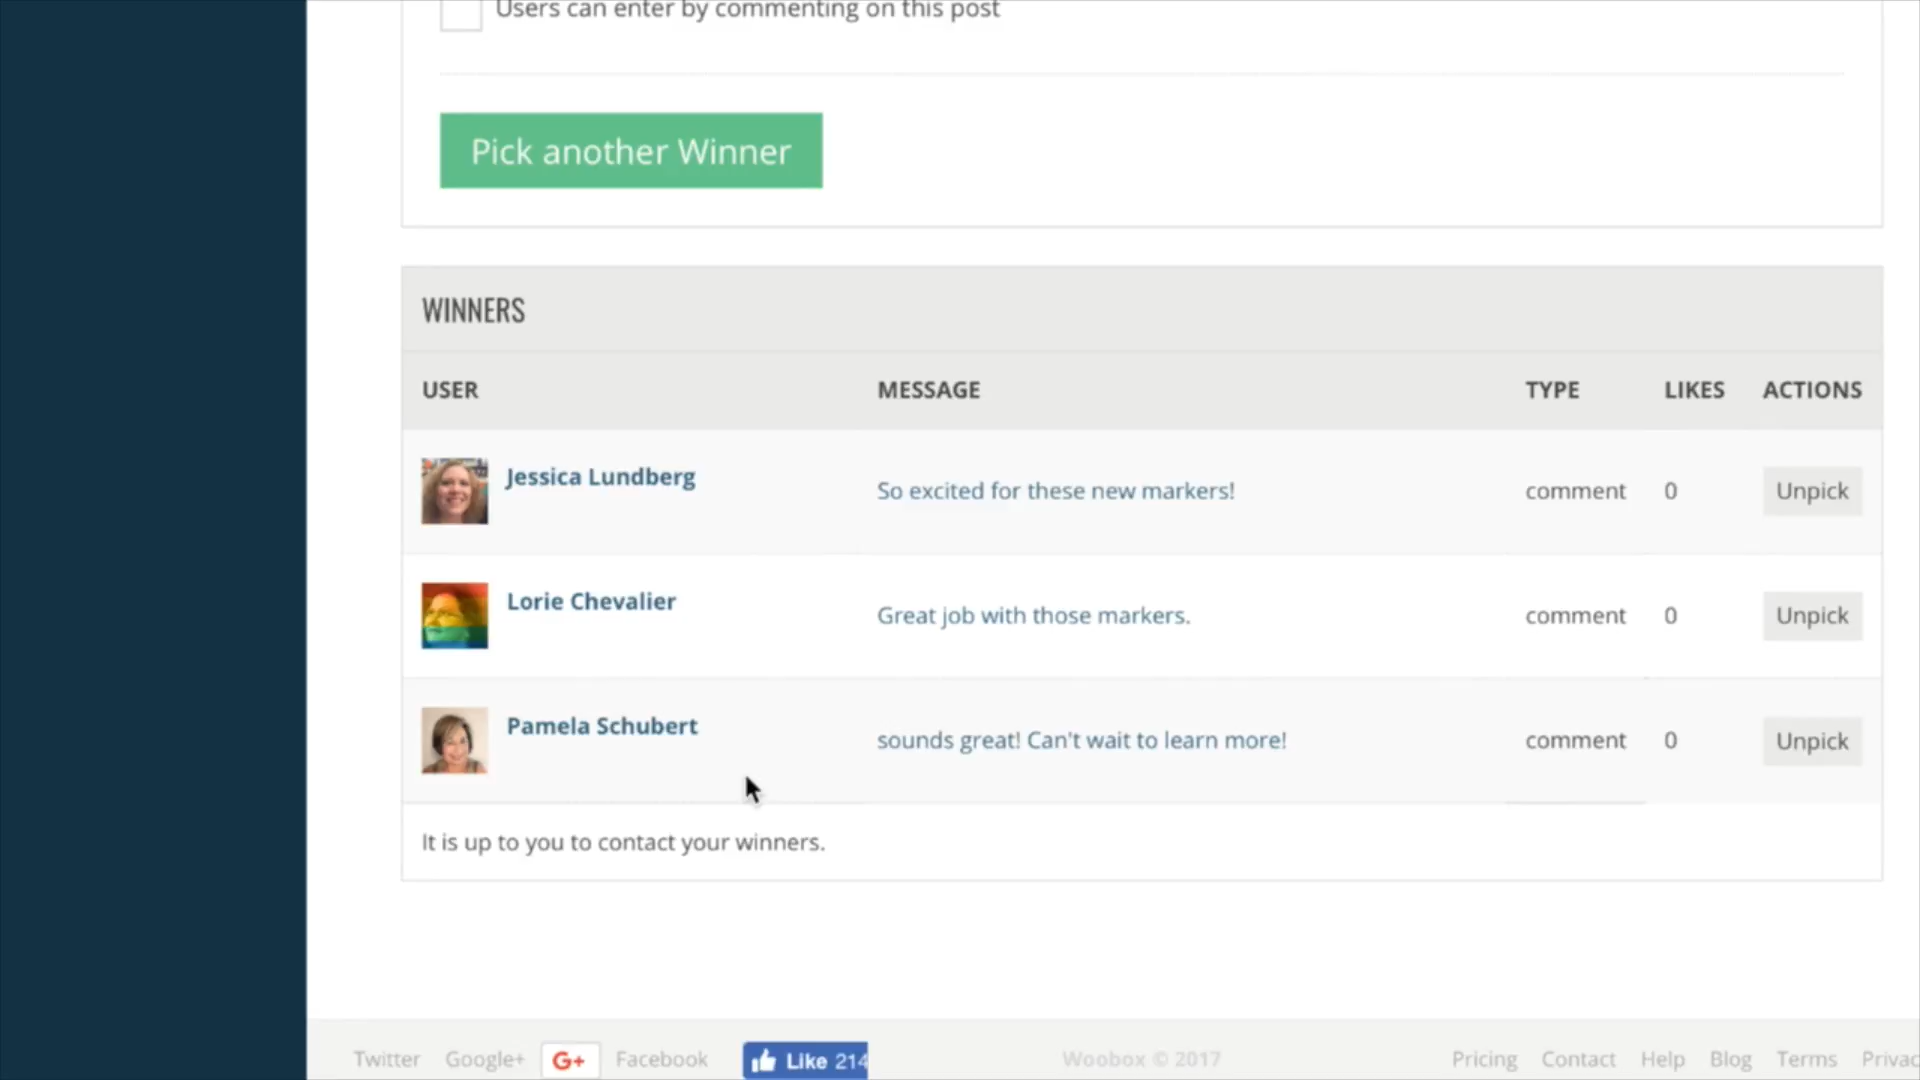 Users can enter by commenting on this post
Pick another Winner
WINNERS
USER MESSAGE TYPE LIKES ACTIONS
Jessica Lundberg So excited for these new markers! comment 0 Unpick
Lorie Chevalier Great job with those markers. comment 0 Unpick
Pamela Schubert sounds great! Can't wait to learn more! comment 0 Unpick
It is up to you to contact your winners.
Twitter Google+ G+ Facebook Like 214 Woobox © 2017 Pricing Contact Help Blog Terms Privac